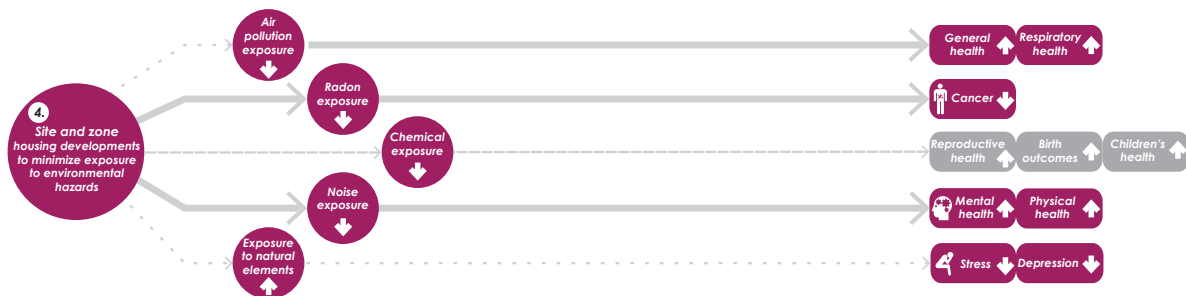 4.
Site and zone
housing developments
to minimize exposure
to environmental
hazards
Air
pollution
exposure
General
health
Respiratory
health
Radon
exposure
Cancer
Chemical
exposure
Reproductive
health
Birth
outcomes
Children's
health
Noise
exposure
Mental
health
Physical
health
Exposure
to natural
elements
Stress
Depression